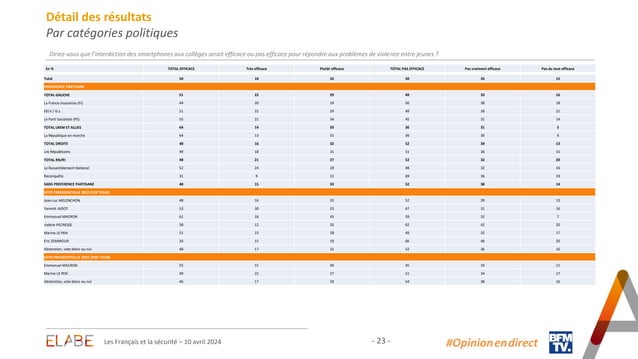 Détail des résultats
Par catégories politiques
Diriez-vous que l'interdiction des smartphones aux collèges serait efficace ou pas efficace pour répondre aux problèmes de violence entre jeunes ?
En % TOTAL EFFICACE Très efficace Plutôt efficace TOTAL PAS EFFICACE Pas vraiment efficace Pas du tout efficace
Total 50 18 32 50 35 15
PREFERENCE PARTISANE
TOTAL GAUCHE 51 22 29 49 33 16
La France Insoumise (FI) 44 20 24 56 38 18
EELV / G.s 51 22 29 49 28 21
Le Parti Socialiste (PS) 55 21 34 45 31 14
TOTAL LREM ET ALLIES 64 14 50 36 31 5
La République en marche 64 13 51 36 30 6
TOTAL DROITE 48 16 32 52 39 13
Les Républicains 49 18 31 51 36 15
TOTAL RN/R! 48 21 27 52 32 20
Le Rassemblement National 52 24 28 48 32 16
Reconquête 31 9 22 69 36 33
SANS PREFERENCE PARTISANE 48 15 33 52 38 14
VOTE PRESIDENTIELLE 2022 (1ER TOUR)
Jean-Luc MELENCHON 48 16 32 52 39 13
Yannick JADOT 53 30 23 47 31 16
Emmanuel MACRON 61 16 45 39 32 7
Valérie PECRESSE 38 12 26 62 42 20
Marine LE PEN 51 23 28 49 32 17
Eric ZEMMOUR 34 15 19 66 46 20
Abstention, vote blanc ou nul 48 17 31 52 36 16
VOTE PRESIDENTIELLE 2022 (2ND TOUR)
Emmanuel MACRON 55 15 40 45 34 11
Marine LE PEN 49 22 27 51 34 17
Abstention, vote blanc ou nul 46 17 29 54 38 16
ELABE Les Français et la sécurité – 10 avril 2024 - 23 - #Opinion en direct BFM TV.